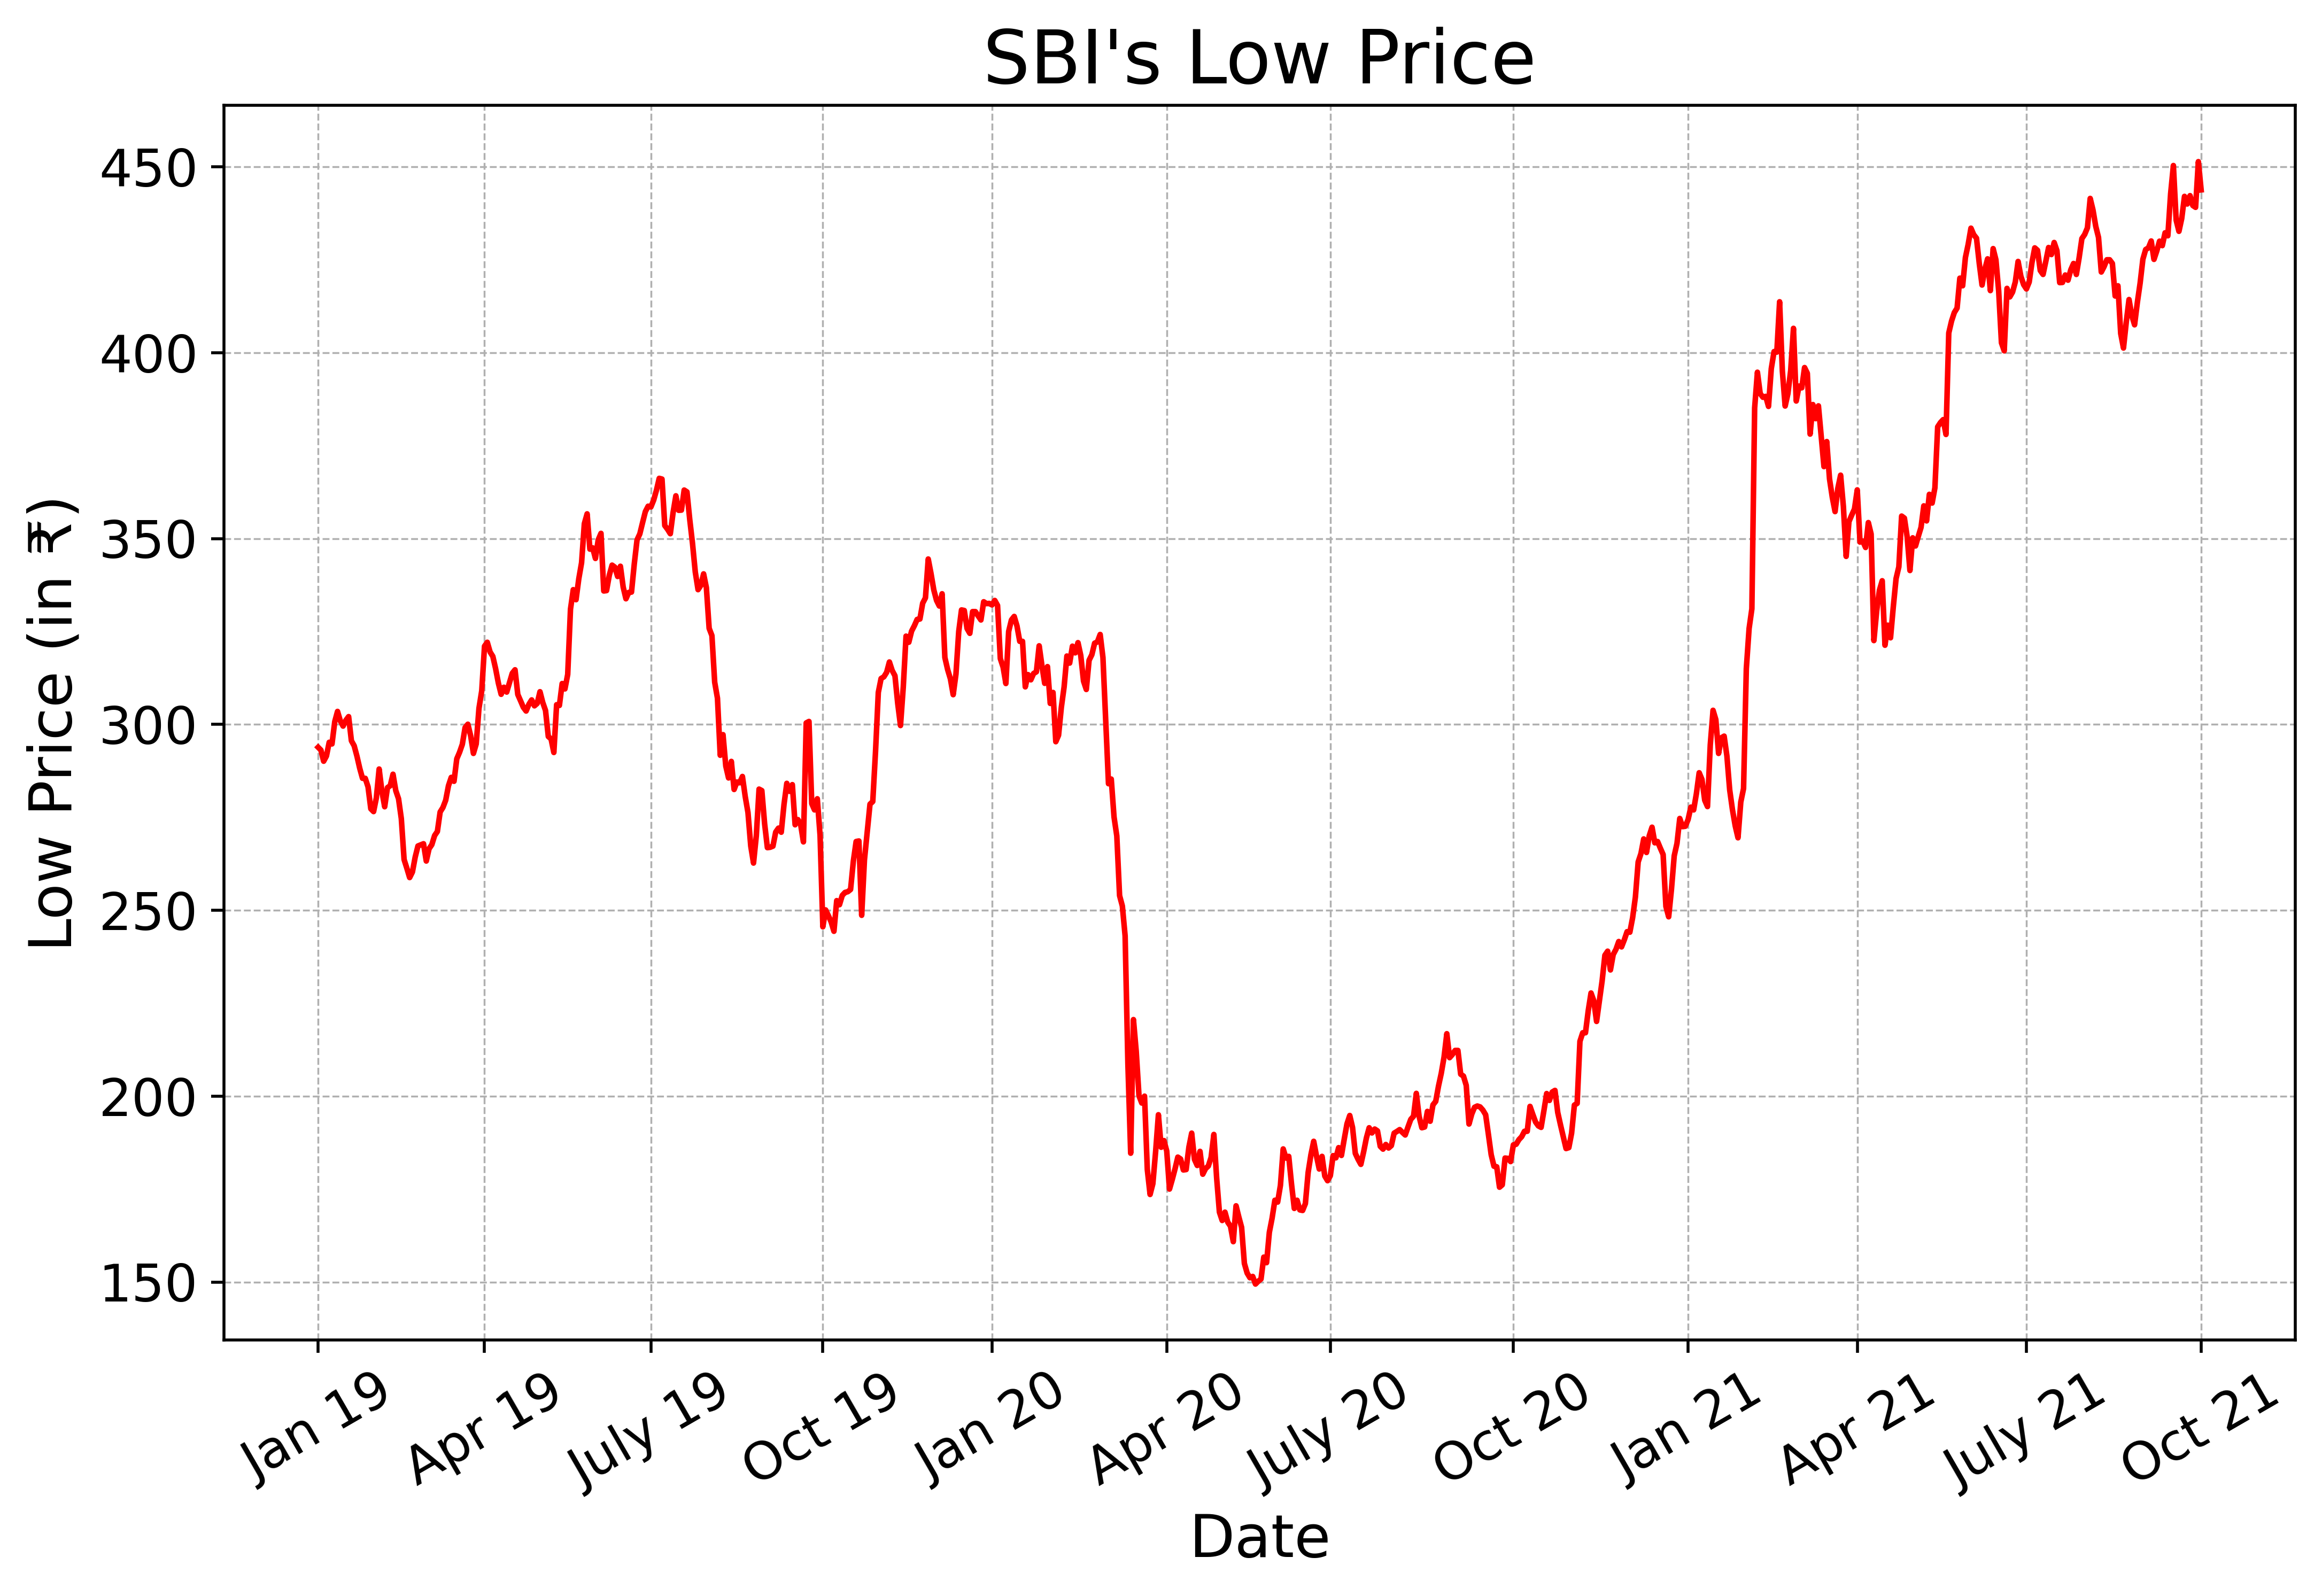 SBI's Low Price
Low Price (in ₹)
450
400
350
300
250
200
150
Jan 19
Apr 19
July 19
Oct 19
Jan 20
Apr 20
July 20
Oct 20
Jan 21
Apr 21
July 21
Oct 21
Date